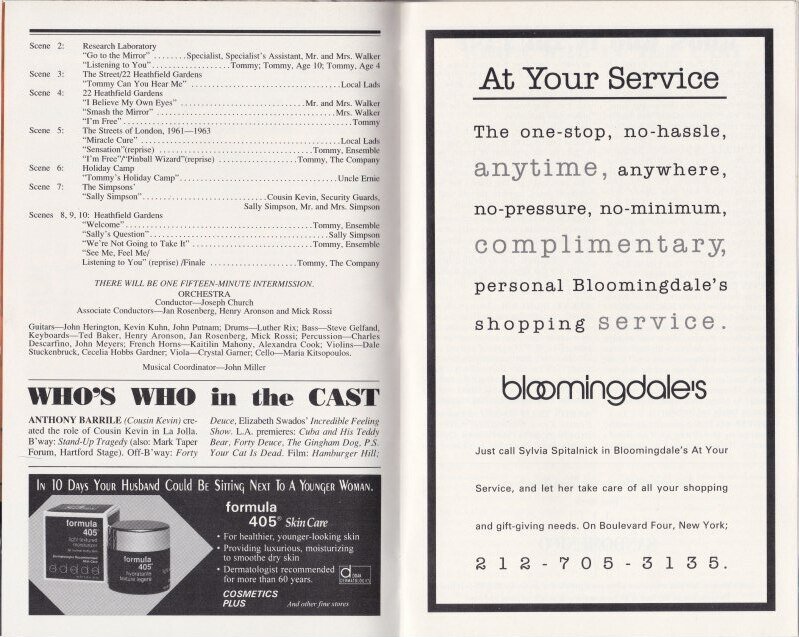 Scene 2: Research Laboratory
"Go to the Mirror" ........Specialist, Specialist's Assistant, Mr. and Mrs. Walker
"Listening to You"......................Tommy; Tommy, Age 10; Tommy, Age 4
Scene 3: The Street/22 Heathfield Gardens
"Tommy Can You Hear Me" ......................................Local Lads
Scene 4: 22 Heathfield Gardens
"I Believe My Own Eyes" ................................Mr. and Mrs. Walker
"Smash the Mirror" ..............................................Mrs. Walker
"I'm Free"..........................................................Tommy
Scene 5: The Streets of London, 1961—1963
"Miracle Cure" ..................................................Local Lads
"Sensation"(reprise) .........................................Tommy, Ensemble
"I'm Free"/"Pinball Wizard"(reprise) ....................Tommy, The Company
Scene 6: Holiday Camp
"Tommy's Holiday Camp"........................................Uncle Ernie
Scene 7: The Simpsons'
"Sally Simpson"...............................Cousin Kevin, Security Guards,
Sally Simpson, Mr. and Mrs. Simpson
Scenes 8, 9, 10: Heathfield Gardens
"Welcome"....................................................Tommy, Ensemble
"Sally's Question"..............................................Sally Simpson
"We're Not Going to Take It" ...............................Tommy, Ensemble
"See Me, Feel Me/
Listening to You" (reprise) /Finale .......................Tommy, The Company
THERE WILL BE ONE FIFTEEN-MINUTE INTERMISSION.
ORCHESTRA
Conductor—Joseph Church
Associate Conductors—Jan Rosenberg, Henry Aronson and Mick Rossi
Guitars—John Herington, Kevin Kuhn, John Putnam; Drums—Luther Rix; Bass—Steve Gelfand,
Keyboards—Ted Baker, Henry Aronson, Jan Rosenberg, Mick Rossi; Percussion—Charles
Descarfino, John Meyers; French Horns—Kaitilin Mahony, Alexandra Cook; Violins—Dale
Stuckenbruck, Cecelia Hobbs Gardner; Viola—Crystal Garner; Cello—Maria Kitsopoulos.
Musical Coordinator—John Miller
WHO'S WHO in the CAST
ANTHONY BARRILE (Cousin Kevin) cre-
ated the role of Cousin Kevin in La Jolla.
B'way: Stand-Up Tragedy (also: Mark Taper
Forum, Hartford Stage). Off-B'way: Forty
Deuce, Elizabeth Swados' Incredible Feeling
Show. L.A. premieres: Cuba and His Teddy
Bear, Forty Deuce, The Gingham Dog, P.S.
Your Cat Is Dead. Film: Hamburger Hill;
IN 10 DAYS YOUR HUSBAND COULD BE SITTING NEXT TO A YOUNGER WOMAN.
formula
405
light textured
moisturizer
formula
405
formula
405® Skin Care
• For healthier, younger-looking skin
• Providing luxurious, moisturizing
to smoothe dry skin
• Dermatologist recommended
for more than 60 years.
COSMETICS
PLUS
And other fine stores
At Your Service
The one-stop, no-hassle,
anytime, anywhere,
no-pressure, no-minimum,
complimentary,
personal Bloomingdale's
shopping service.
bloomingdale's
Just call Sylvia Spitalnick in Bloomingdale's At Your
Service, and let her take care of all your shopping
and gift-giving needs. On Boulevard Four, New York;
212-705-3135.